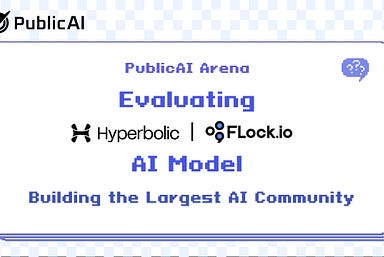 PublicAI
PublicAI Arena
???
Evaluating
Hyperbolic | FLock.io
AI Model
Building the Largest AI Community